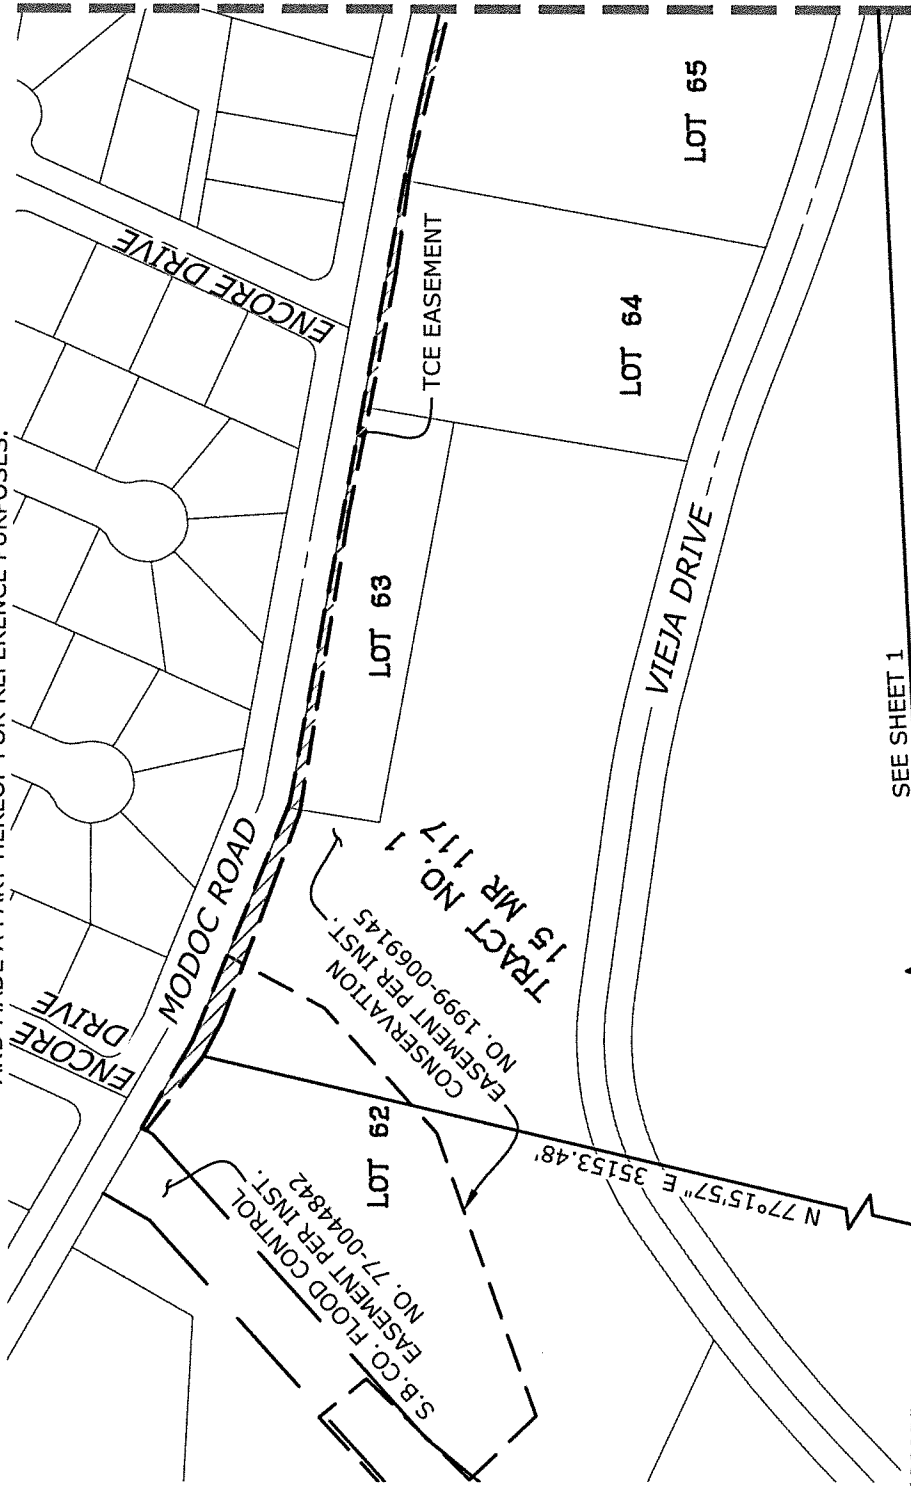 AND MADE A PART HEREOF FOR REFERENCE PURPOSES.
ENCORE
DRIVE
MODOC ROAD
ENCORE DRIVE
TCE EASEMENT
LOT 62
LOT 63
LOT 64
LOT 65
S.B.CO. FLOOD CONTROL
EASEMENT PER INST.
NO. 77-0044842
CONSERVATION
EASEMENT PER INST.
NO. 1999-0069145
TRACT NO. 1
15 MR 117
VIEJA DRIVE
N 77°15'57" E 35153.48'
SEE SHEET 1